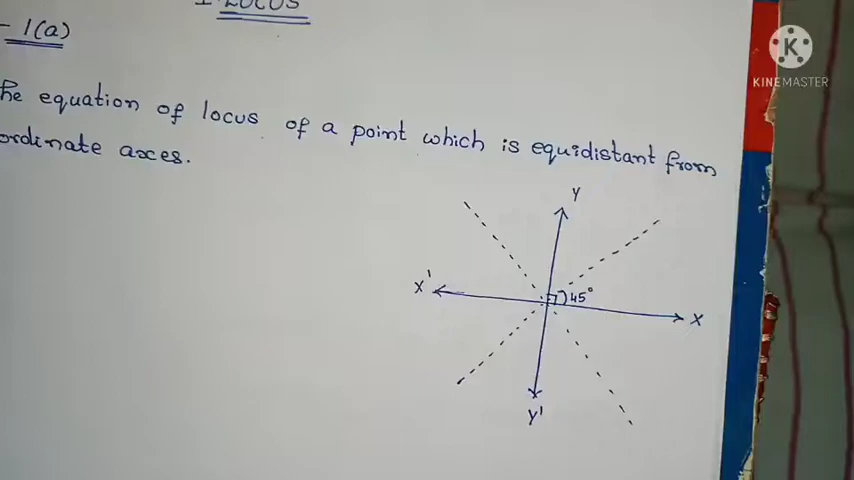 LOCUS
- 1(a)
he equation of locus of a point which is equidistant from
ordinate axes.
Y
X'
45°
X
Y'
K
KINEMASTER